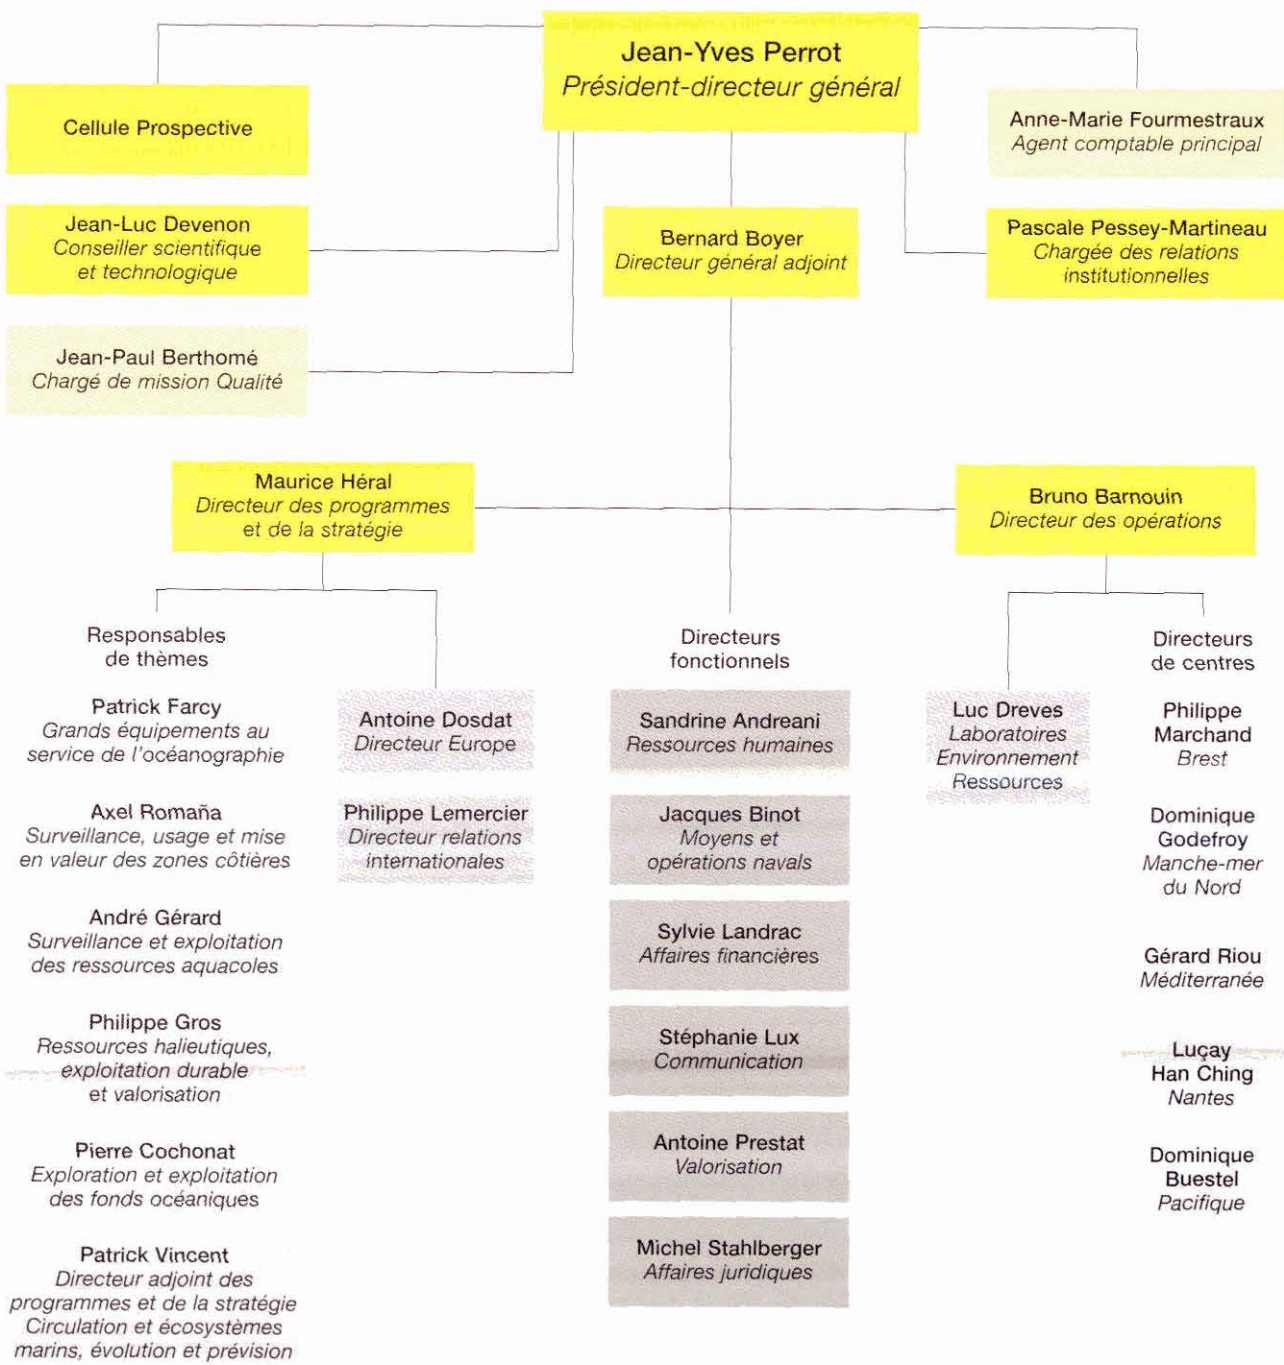 Jean-Yves Perrot
Président-directeur général
Cellule Prospective
Anne-Marie Fourmestraux
Agent comptable principal
Jean-Luc Devenon
Conseiller scientifique
et technologique
Bernard Boyer
Directeur général adjoint
Pascale Pessey-Martineau
Chargée des relations
institutionnelles
Jean-Paul Berthomé
Chargé de mission Qualité
Maurice Héral
Directeur des programmes
et de la stratégie
Bruno Barnouin
Directeur des opérations
Responsables
de thèmes
Patrick Farcy
Grands équipements au
service de l'océanographie
Axel Romaña
Surveillance, usage et mise
en valeur des zones côtières
André Gérard
Surveillance et exploitation
des ressources aquacoles
Philippe Gros
Ressources halieutiques,
exploitation durable
et valorisation
Pierre Cochonat
Exploration et exploitation
des fonds océaniques
Patrick Vincent
Directeur adjoint des
programmes et de la stratégie
Circulation et écosystèmes
marins, évolution et prévision
Antoine Dosdat
Directeur Europe
Philippe Lemercier
Directeur relations
internationales
Directeurs
fonctionnels
Sandrine Andreani
Ressources humaines
Jacques Binot
Moyens et
opérations navals
Sylvie Landrac
Affaires financières
Stéphanie Lux
Communication
Antoine Prestat
Valorisation
Michel Stahlberger
Affaires juridiques
Luc Dreves
Laboratoires
Environnement
Ressources
Directeurs
de centres
Philippe
Marchand
Brest
Dominique
Godefroy
Manche-mer
du Nord
Gérard Riou
Méditerranée
Luçay
Han Ching
Nantes
Dominique
Buestel
Pacifique